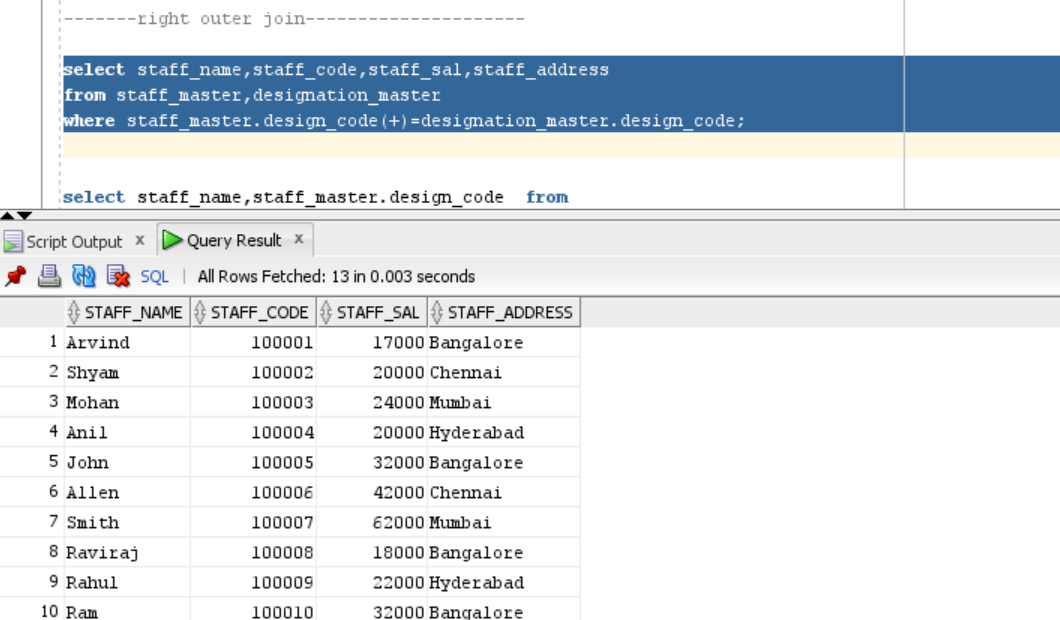 -------right outer join---------------------
select staff_name,staff_code,staff_sal,staff_address
from staff_master,designation_master
where staff_master.design_code(+)=designation_master.design_code;
select staff_name,staff_master.design_code  from
Script Output x Query Result x
SQL | All Rows Fetched: 13 in 0.003 seconds
STAFF_NAME STAFF_CODE STAFF_SAL STAFF_ADDRESS
1 Arvind 100001 17000 Bangalore
2 Shyam 100002 20000 Chennai
3 Mohan 100003 24000 Mumbai
4 Anil 100004 20000 Hyderabad
5 John 100005 32000 Bangalore
6 Allen 100006 42000 Chennai
7 Smith 100007 62000 Mumbai
8 Raviraj 100008 18000 Bangalore
9 Rahul 100009 22000 Hyderabad
10 Ram 100010 32000 Bangalore